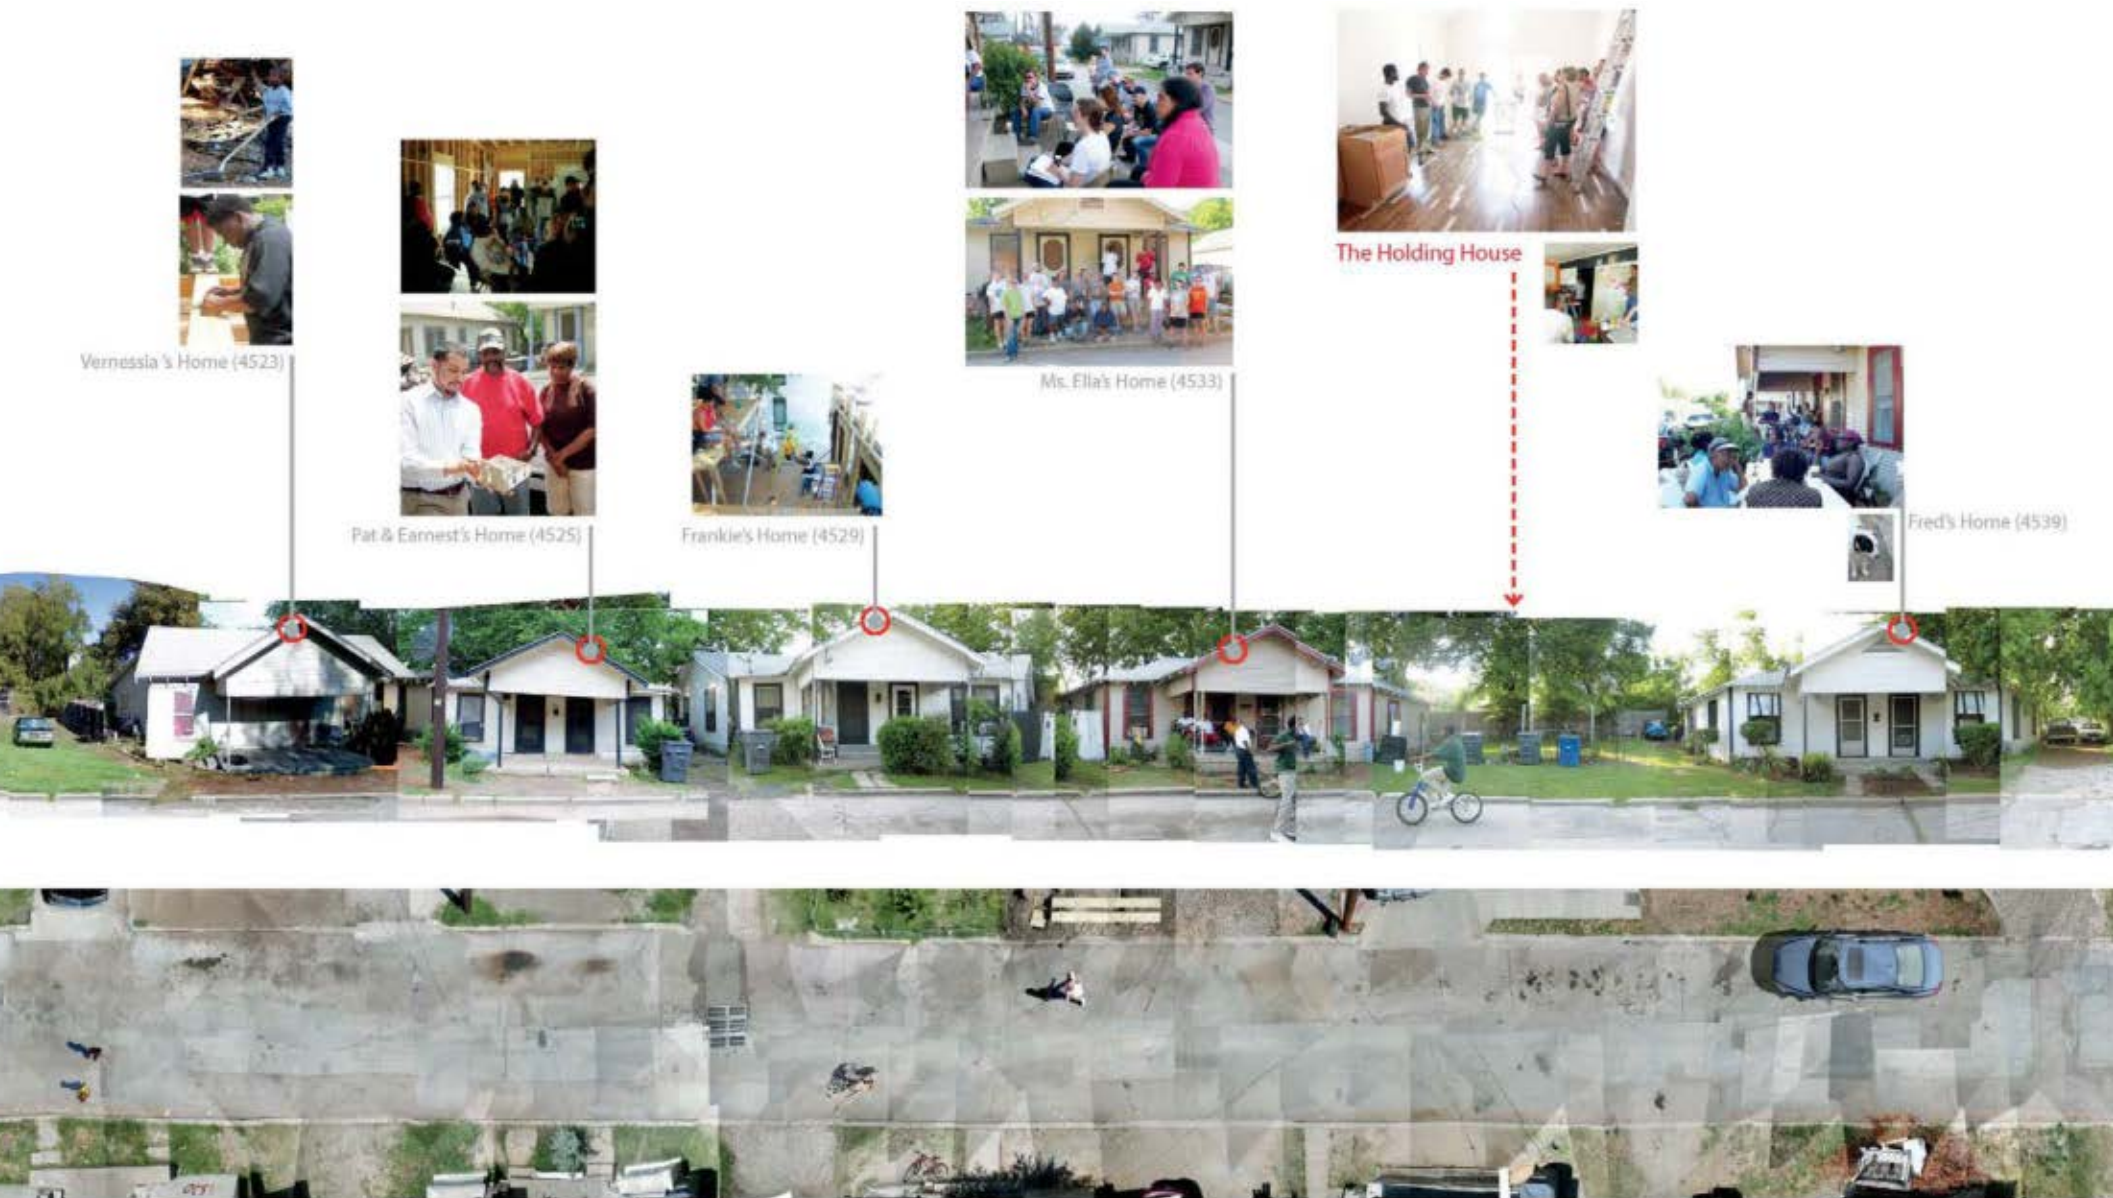 The Holding House
Vernessia 's Home (4523)
Ms. Ella's Home (4533)
Fred's Home (4539)
Pat & Earnest's Home (4525)
Frankie's Home (4529)